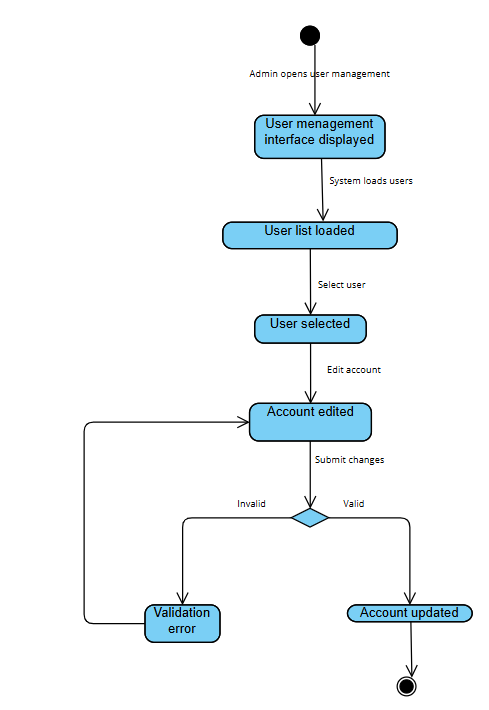 Admin opens user management
User menagement
interface displayed
System loads users
User list loaded
Select user
User selected
Edit account
Account edited
Submit changes
Invalid
Valid
Validation
error
Account updated